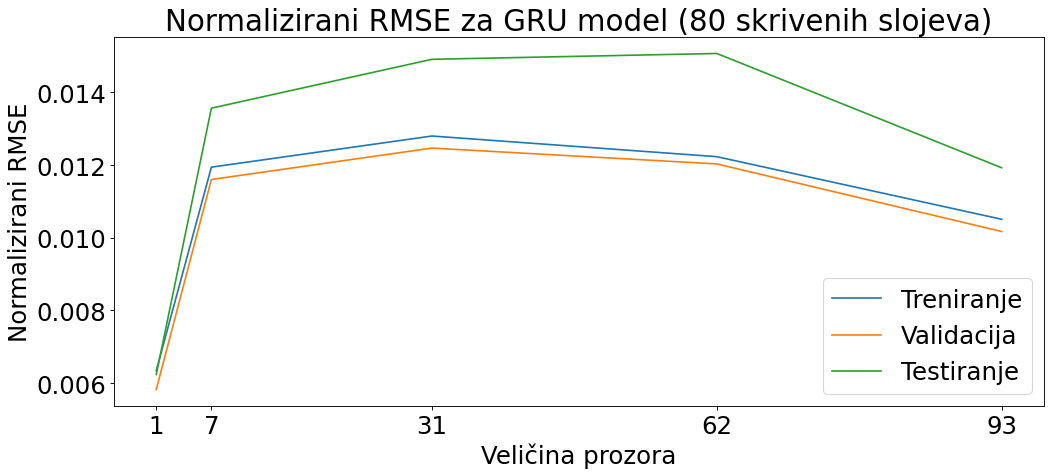 Normalizirani RMSE za GRU model (80 skrivenih slojeva)
Normalizirani RMSE
0.014
0.012
0.010
0.008
0.006
1 7 31 62 93
Veličina prozora
Treniranje
Validacija
Testiranje